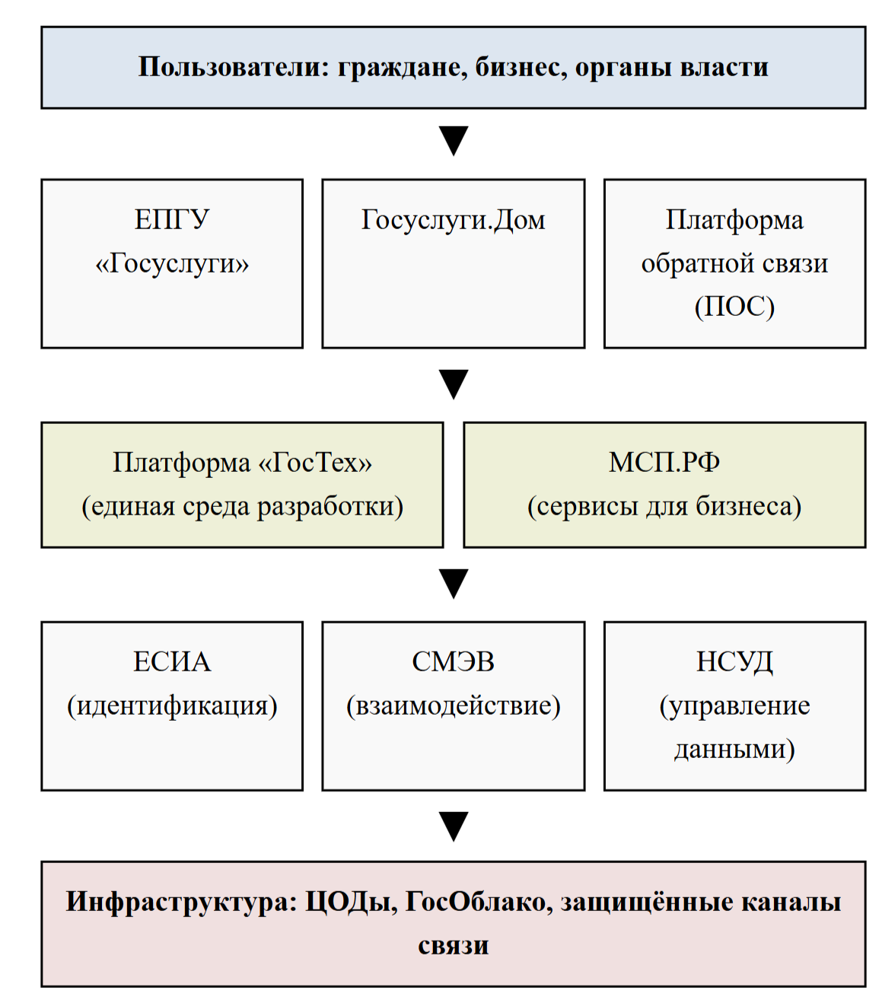 Пользователи: граждане, бизнес, органы власти
ЕПГУ
«Госуслуги»
Госуслуги.Дом
Платформа
обратной связи
(ПОС)
Платформа «ГосТех»
(единая среда разработки)
МСП.РФ
(сервисы для бизнеса)
ЕСИА
(идентификация)
СМЭВ
(взаимодействие)
НСУД
(управление
данными)
Инфраструктура: ЦОДы, ГосОблако, защищённые каналы
связи